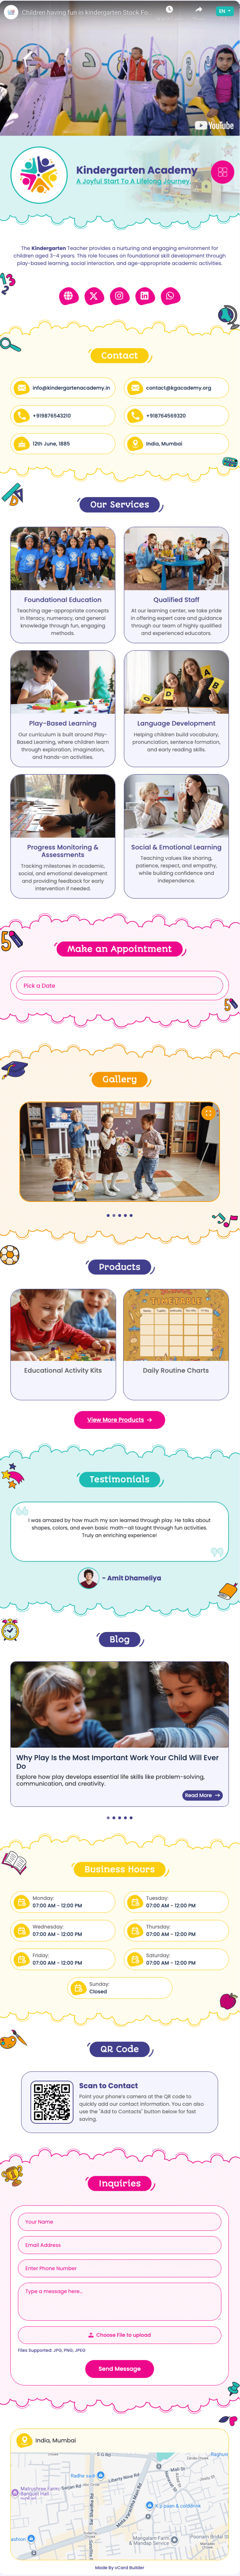 Children having fun in kindergarten Stock Fo...
EN
YouTube
Kindergarten Academy
A Joyful Start To A Lifelong Journey
The Kindergarten Teacher provides a nurturing and engaging environment for
children aged 3-4 years. This role focuses on foundational skill development through
play-based learning, social interaction, and age-appropriate academic activities.
Contact
info@kindergartenacademy.in
contact@kgacademy.org
+919876543210
+918764569320
12th June, 1885
India, Mumbai
Our Services
Foundational Education
Teaching age-appropriate concepts
in literacy, numeracy, and general
knowledge through fun, engaging
methods.
Qualified Staff
At our learning center, we take pride
in offering expert care and guidance
through our team of highly qualified
and experienced educators.
Play-Based Learning
Our curriculum is built around Play-
Based Learning, where children learn
through exploration, imagination,
and hands-on activities.
Language Development
Helping children build vocabulary,
pronunciation, sentence formation,
and early reading skills.
Progress Monitoring &
Assessments
Tracking milestones in academic,
social, and emotional development
and providing feedback for early
intervention if needed.
Social & Emotional Learning
Teaching values like sharing,
patience, respect, and empathy,
while building confidence and
independence.
Make an Appointment
Pick a Date
Gallery
Products
TIMETABLE
Educational Activity Kits
Daily Routine Charts
View More Products →
Testimonials
I was amazed by how much my son learned through play. He talks about
shapes, colors, and even basic math—all taught through fun activities.
Truly an enriching experience!
- Amit Dhameliya
Blog
Why Play Is the Most Important Work Your Child Will Ever
Do
Explore how play develops essential life skills like problem-solving,
communication, and creativity.
Read More →
Business Hours
Monday:
07:00 AM - 12:00 PM
Tuesday:
07:00 AM - 12:00 PM
Wednesday:
07:00 AM - 12:00 PM
Thursday:
07:00 AM - 12:00 PM
Friday:
07:00 AM - 12:00 PM
Saturday:
07:00 AM - 12:00 PM
Sunday:
Closed
QR Code
Scan to Contact
Point your phone's camera at the QR code to
quickly add our contact information. You can also
use the "Add to Contacts" button below for fast
saving.
Inquiries
Your Name
Email Address
Enter Phone Number
Type a message here...
Choose File to upload
Files Supported: JPG, PNG, JPEG
Send Message
India, Mumbai
Made By vCard Builder